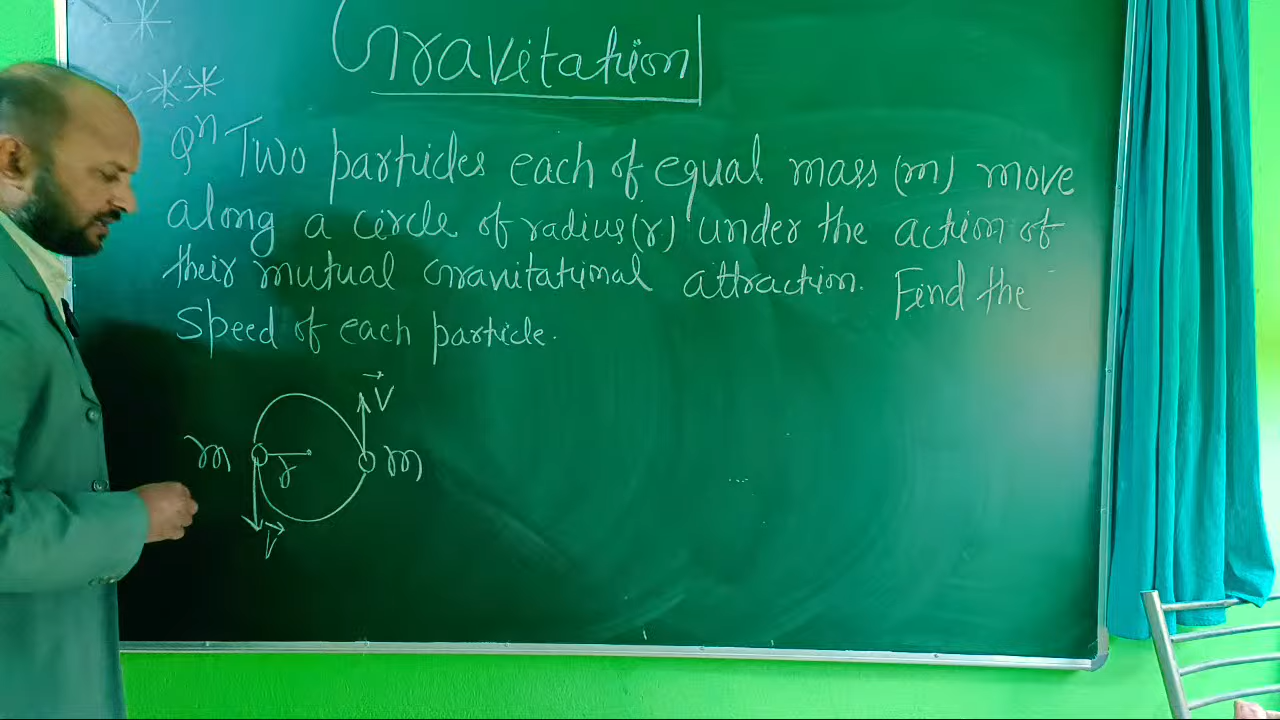 Gravitation
Qn Two particles each of equal mass (m) move
along a circle of radius (r) under the action of
their mutual Gravitational attraction. Find the
Speed of each particle.
V
m r m
V